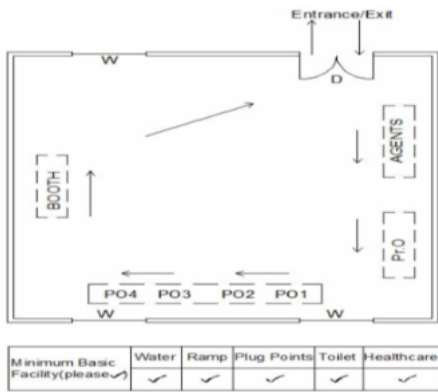 Entrance/Exit
W
D
AGENTS
BOOTH
Pr.O
PO4 PO3 PO2 PO1
W W
Minimum Basic Facility(please✓) Water Ramp Plug Points Toilet Healthcare
✓ ✓ ✓ ✓ ✓